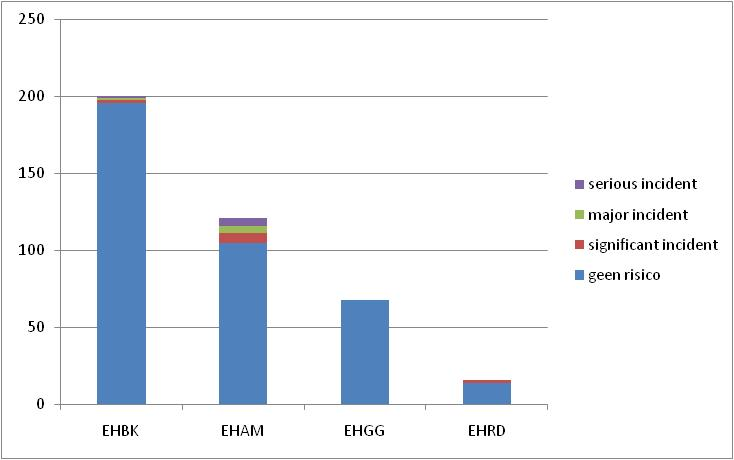 250
200
150
100
50
0
EHBK EHAM EHGG EHRD
serious incident
major incident
significant incident
geen risico